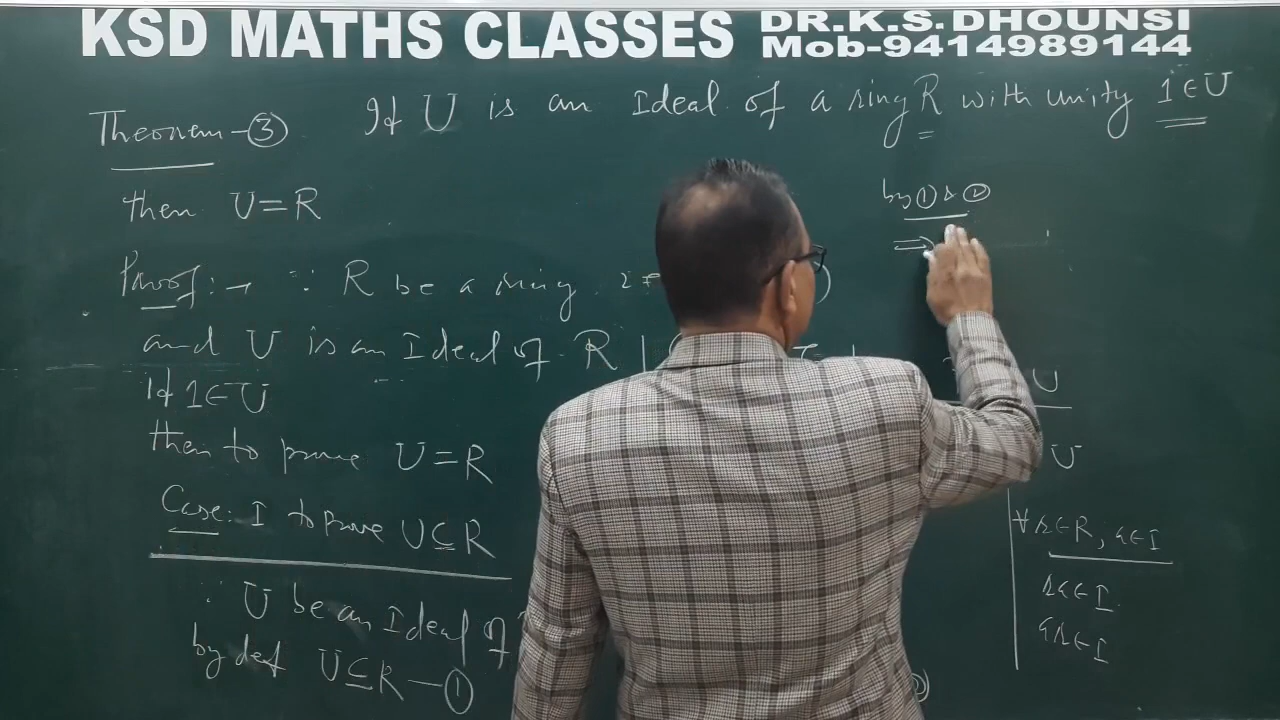 KSD MATHS CLASSES
DR.K.S.DHOUNSI
Mob-9414989144
Theorem-③ If U is an Ideal of a ring R with unity 1∈U
then U=R
Proof:→ ∵ R be a ring
and U is an Ideal of R
if 1∈U
then to prove U=R
Case: I to prove U⊆R
∵ U be an Ideal of
by def U⊆R —①
by ① & ②
⇒
U
U
∀ r∈R, a∈I
ra∈I
ar∈I